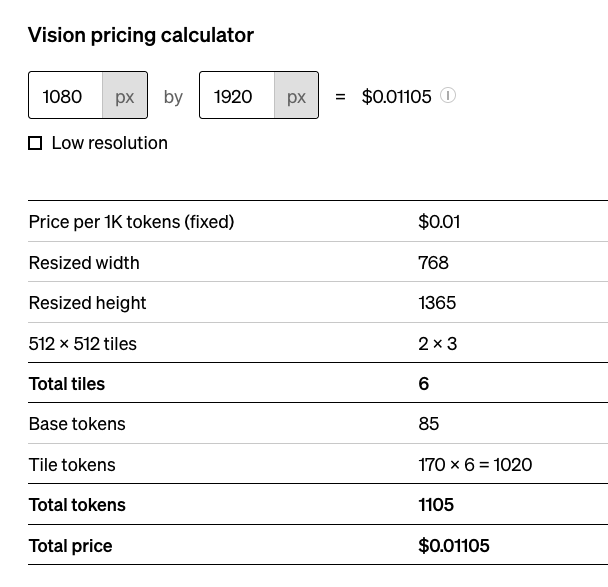 Vision pricing calculator
1080 px by 1920 px = $0.01105
Low resolution
Price per 1K tokens (fixed) $0.01
Resized width 768
Resized height 1365
512 × 512 tiles 2 × 3
Total tiles 6
Base tokens 85
Tile tokens 170 × 6 = 1020
Total tokens 1105
Total price $0.01105